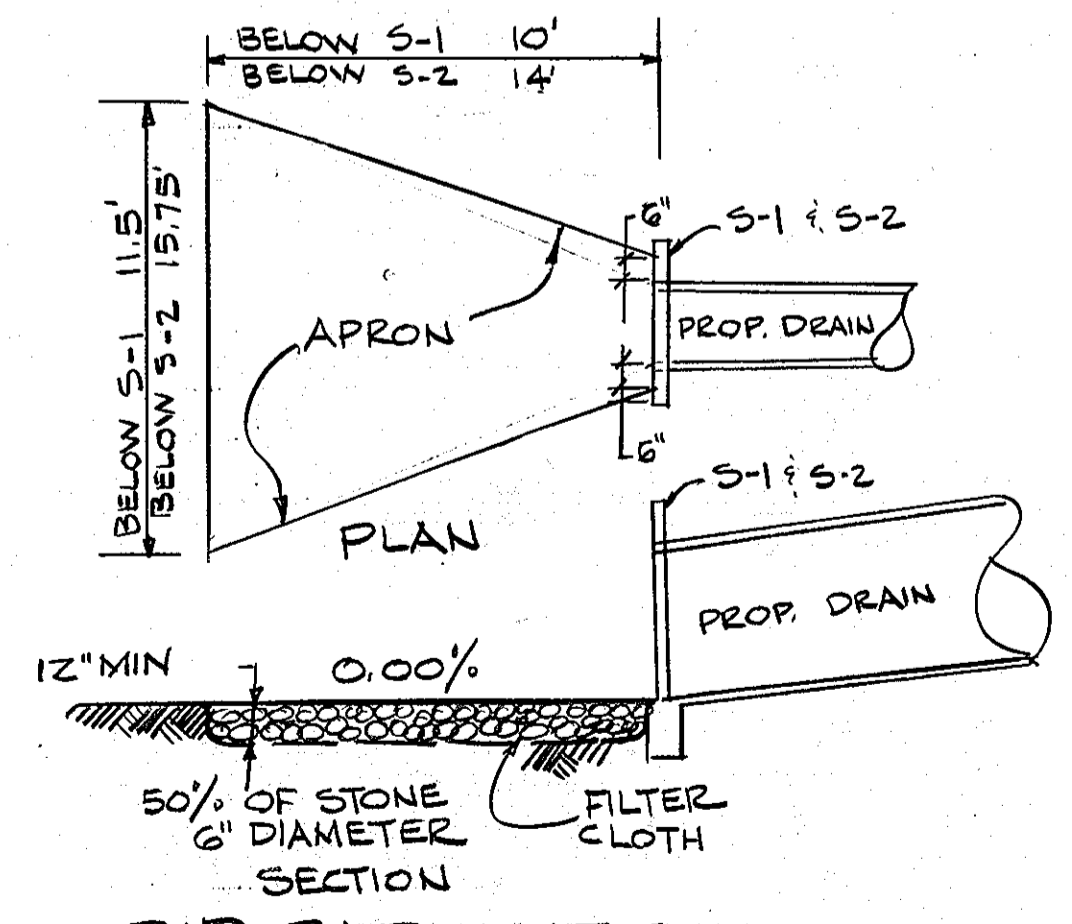 BELOW S-1 10'
BELOW S-2 14'
BELOW S-1 11.5'
BELOW S-2 15.75'
6"
S-1 & S-2
APRON
PROP. DRAIN
6"
PLAN
S-1 & S-2
PROP. DRAIN
12" MIN
0.00%
50% OF STONE
6" DIAMETER
FILTER
CLOTH
SECTION